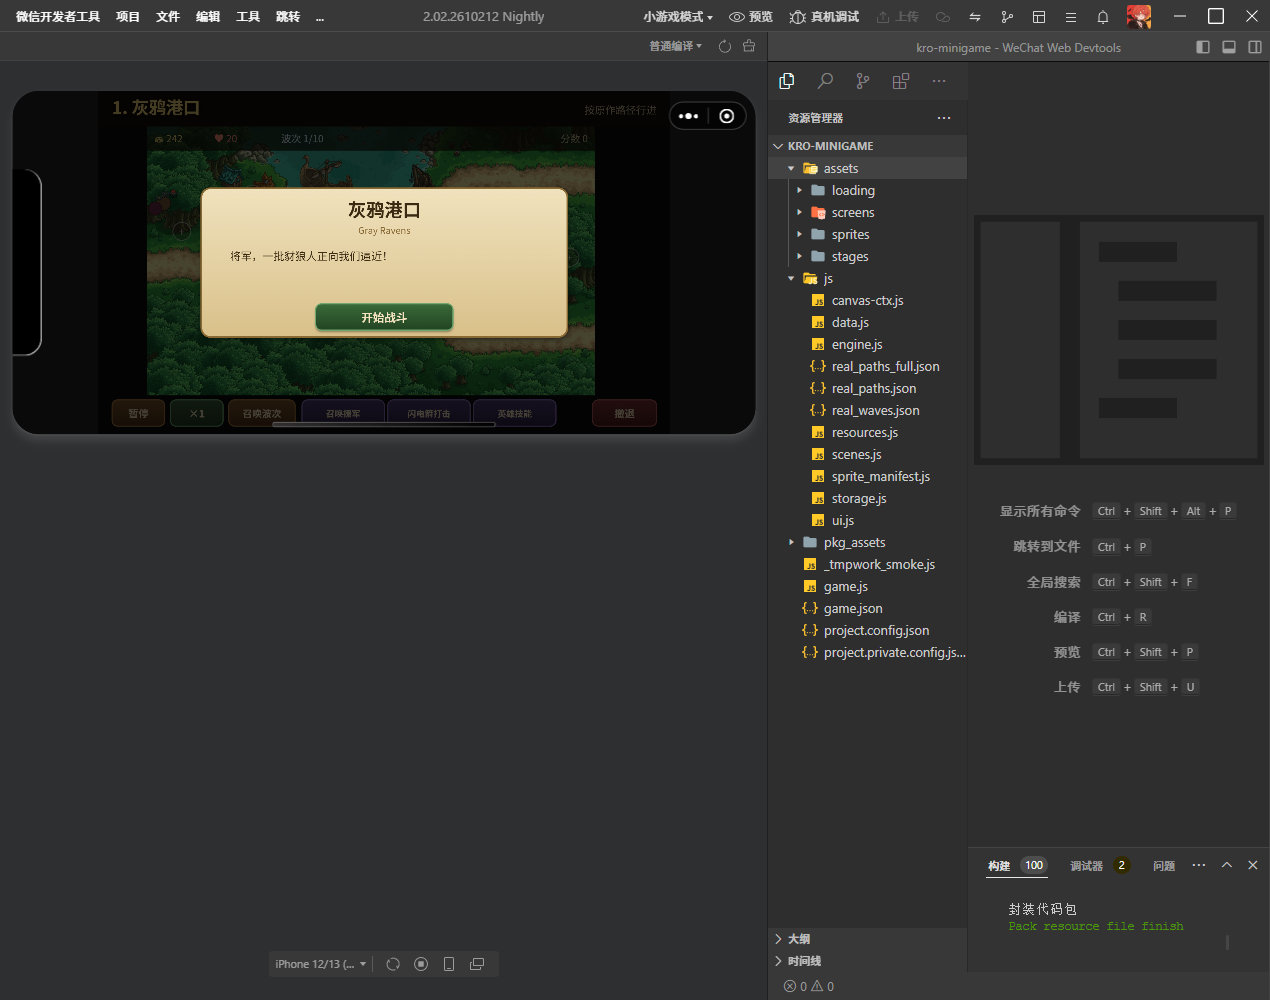 微信开发者工具 项目 文件 编辑 工具 跳转 ... 2.02.2610212 Nightly 小游戏模式 预览 真机调试 上传
普通编译 kro-minigame - WeChat Web Devtools
1. 灰鸦港口
按原作路径行进
242 20 波次 1/10 分数 0
灰鸦港口
Gray Ravens
将军，一批豺狼人正向我们逼近！
开始战斗
暂停 ×1 召唤波次 召唤援军 闪电箭打击 英雄技能 撤退
iPhone 12/13 (...
资源管理器
KRO-MINIGAME
assets
loading
screens
sprites
stages
js
canvas-ctx.js
data.js
engine.js
real_paths_full.json
real_paths.json
real_waves.json
resources.js
scenes.js
sprite_manifest.js
storage.js
ui.js
pkg_assets
_tmpwork_smoke.js
game.js
game.json
project.config.json
project.private.config.js...
大纲
时间线
0 0
显示所有命令 Ctrl + Shift + Alt + P
跳转到文件 Ctrl + P
全局搜索 Ctrl + Shift + F
编译 Ctrl + R
预览 Ctrl + Shift + P
上传 Ctrl + Shift + U
构建 100 调试器 2 问题
封装代码包
Pack resource file finish